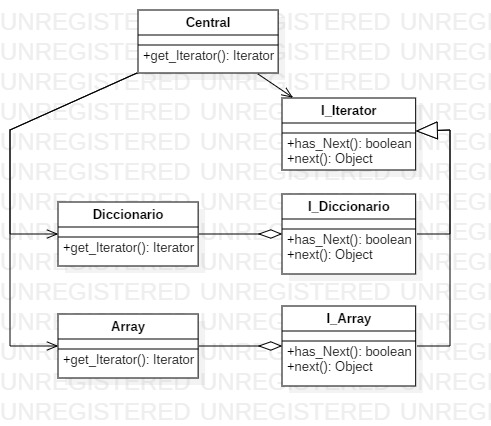 Central
+get_Iterator(): Iterator
I_Iterator
+has_Next(): boolean
+next(): Object
Diccionario
+get_Iterator(): Iterator
I_Diccionario
+has_Next(): boolean
+next(): Object
Array
+get_Iterator(): Iterator
I_Array
+has_Next(): boolean
+next(): Object
UNREGISTERED